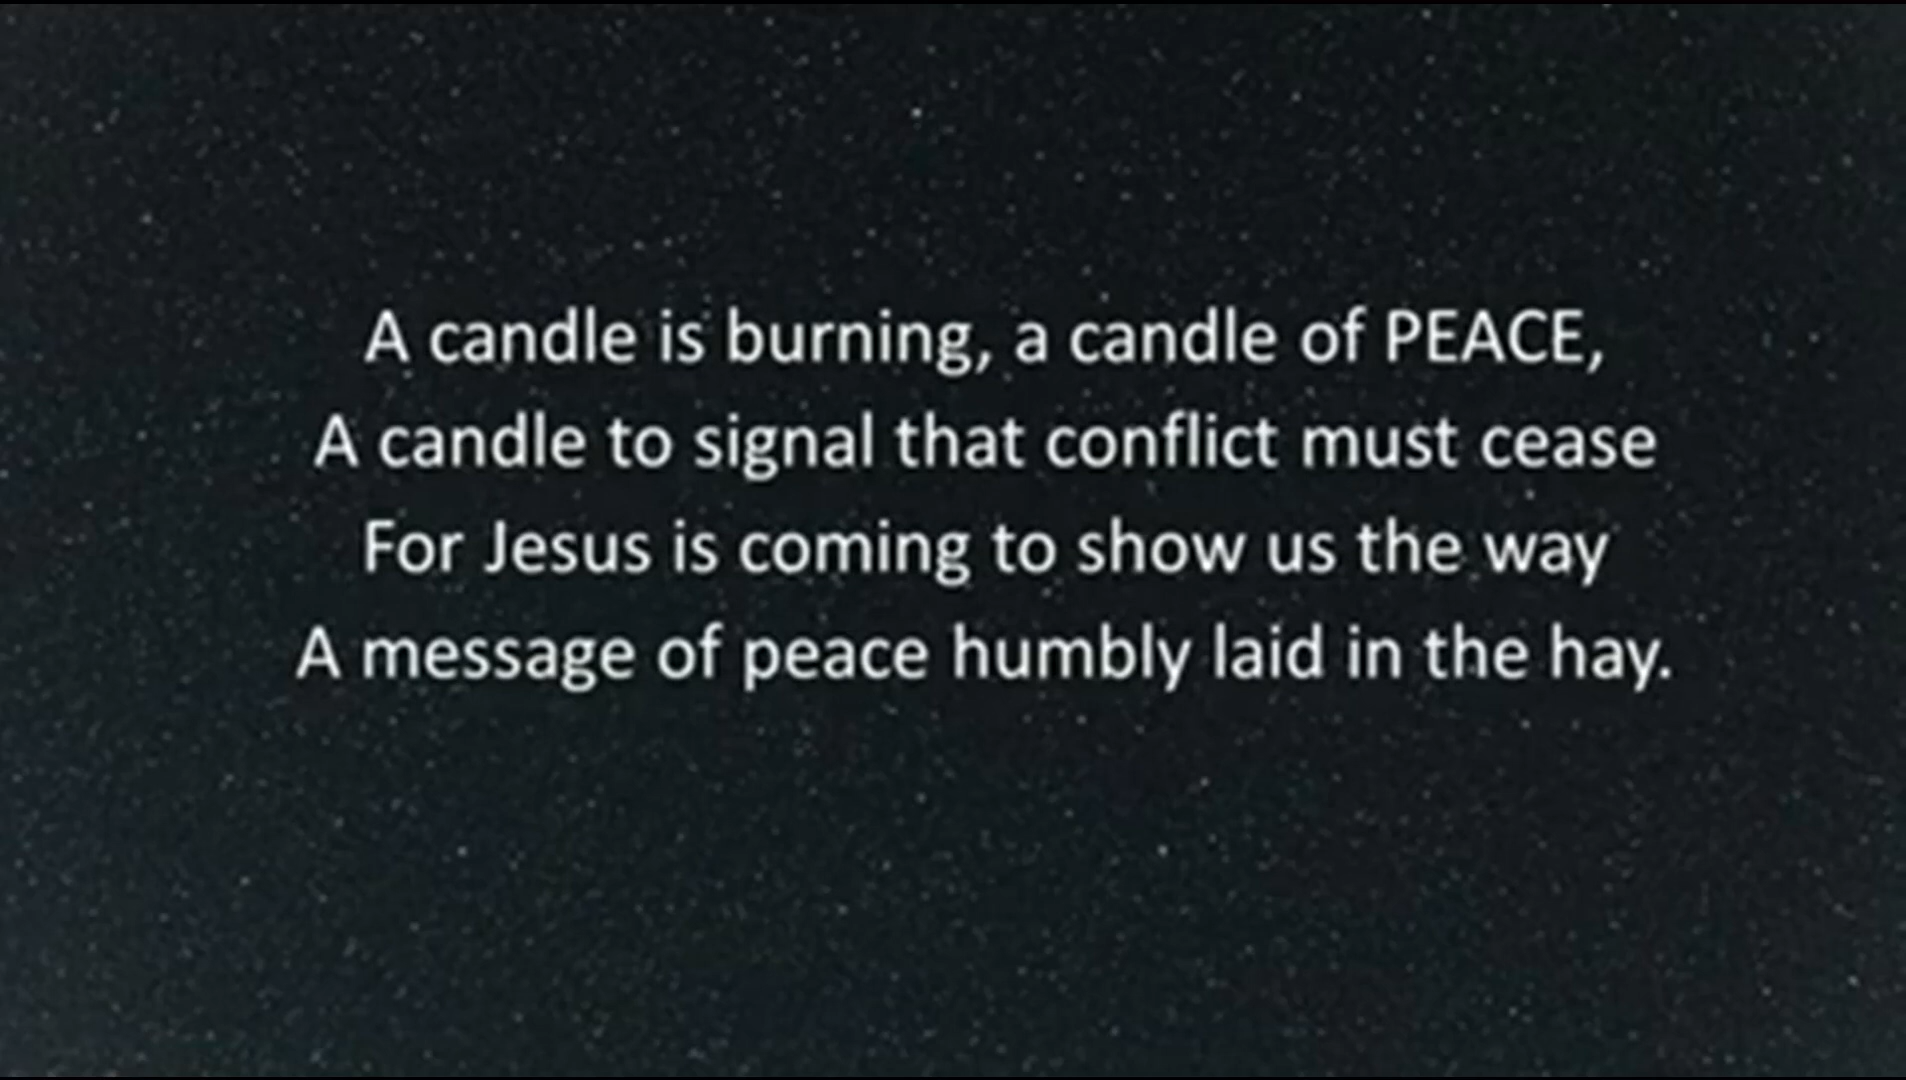 A candle is burning, a candle of PEACE,
A candle to signal that conflict must cease
For Jesus is coming to show us the way
A message of peace humbly laid in the hay.